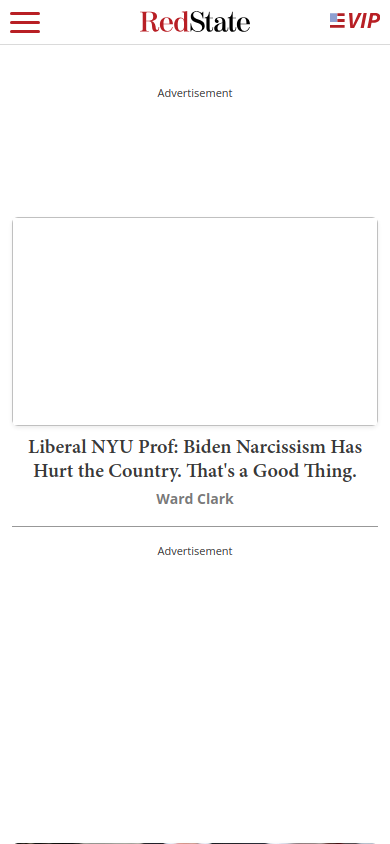 RedState
VIP
Advertisement
Liberal NYU Prof: Biden Narcissism Has
Hurt the Country. That's a Good Thing.
Ward Clark
Advertisement